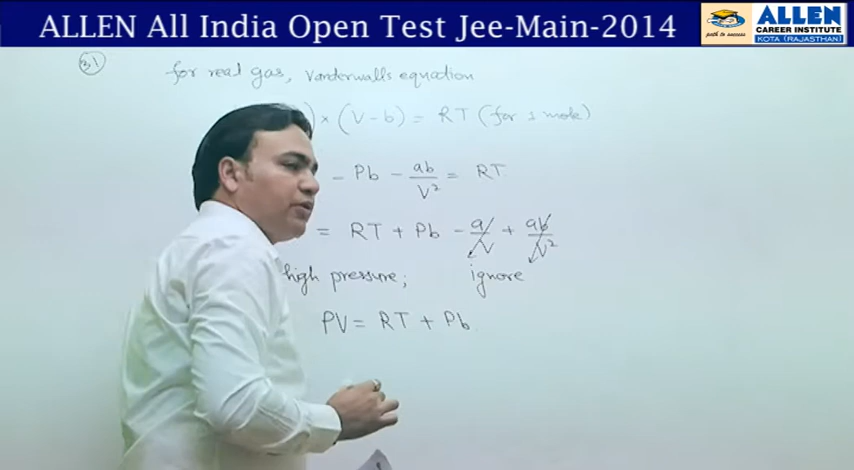 ALLEN All India Open Test Jee-Main-2014
path to success
ALLEN
CAREER INSTITUTE
KOTA (RAJASTHAN)
31
for real gas, Vanderwalls equation
) × (V - b) = RT (for 1 mole)
- Pb - ab/V² = RT
= RT + Pb - a/V + ab/V²
high pressure; ignore
PV = RT + Pb